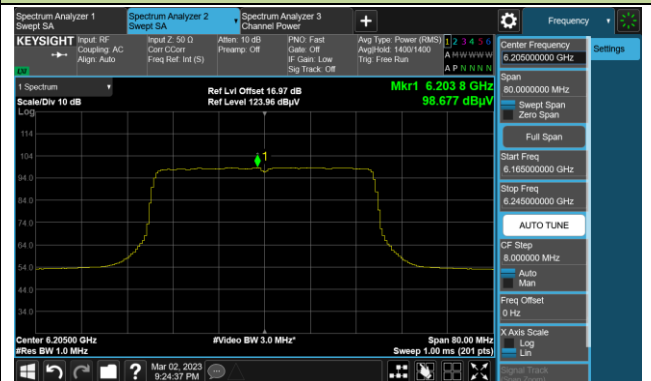 Spectrum Analyzer 1
Swept SA
Spectrum Analyzer 2
Swept SA
Spectrum Analyzer 3
Channel Power
Frequency
KEYSIGHT
Input: RF
Coupling: AC
Align: Auto
Input Z: 50 Ω
Corr CCorr
Freq Ref: Int (S)
Atten: 10 dB
Preamp: Off
PNO: Fast
Gate: Off
IF Gain: Low
Sig Track: Off
Avg Type: Power (RMS)
Avg|Hold: 1400/1400
Trig: Free Run
1 2 3 4 5 6
A W W W W W
A P N N N N
LXI
Center Frequency
6.205000000 GHz
Settings
Span
80.0000000 MHz
Swept Span
Zero Span
Full Span
Start Freq
6.165000000 GHz
Stop Freq
6.245000000 GHz
AUTO TUNE
CF Step
8.000000 MHz
Auto
Man
Freq Offset
0 Hz
X Axis Scale
Log
Lin
Signal Track
(Span Zoom)
1 Spectrum
Scale/Div 10 dB
Log
Ref Lvl Offset 16.97 dB
Ref Level 123.96 dBμV
Mkr1 6.203 8 GHz
98.677 dBμV
1
114
104
94.0
84.0
74.0
64.0
54.0
44.0
34.0
Center 6.20500 GHz
#Res BW 1.0 MHz
#Video BW 3.0 MHz*
Span 80.00 MHz
Sweep 1.00 ms (201 pts)
?
Mar 02, 2023
9:24:37 PM